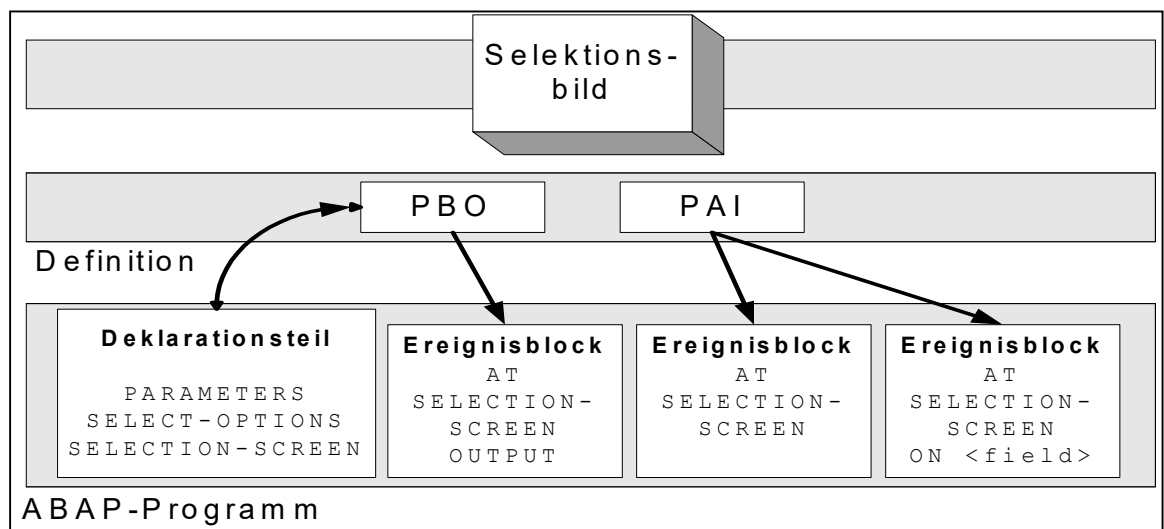 Selektions-
bild
PBO
PAI
Definition
Deklarationsteil
PARAMETERS
SELECT-OPTIONS
SELECTION-SCREEN
Ereignisblock
AT
SELECTION-
SCREEN
OUTPUT
Ereignisblock
AT
SELECTION-
SCREEN
Ereignisblock
AT
SELECTION-
SCREEN
ON <field>
ABAP-Programm